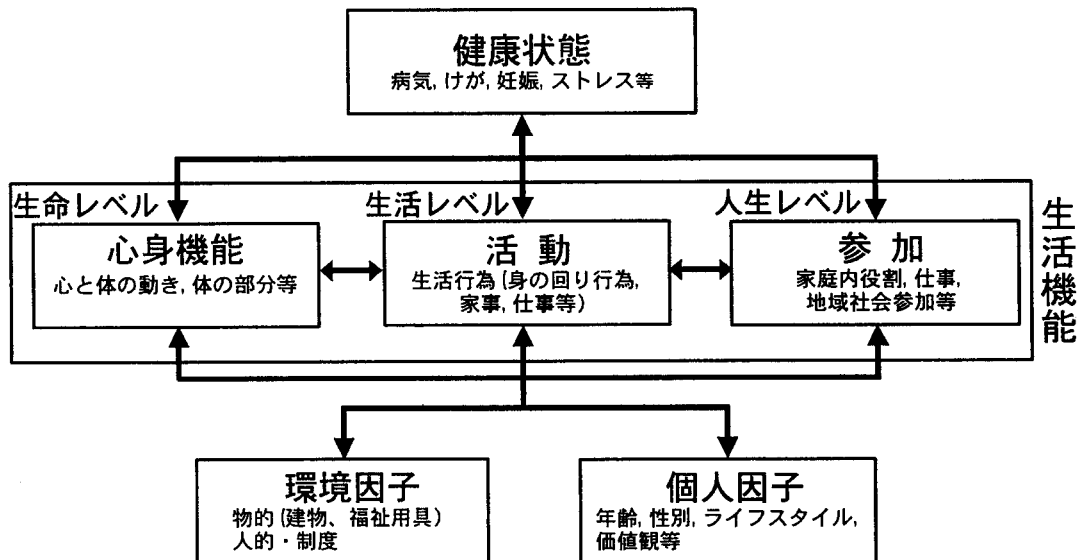 健康状態
病気, けが, 妊娠, ストレス等
生命レベル
生活レベル
人生レベル
心身機能
心と体の動き, 体の部分等
活 動
生活行為 (身の回り行為,
家事, 仕事等)
参 加
家庭内役割, 仕事,
地域社会参加等
生活機能
環境因子
物的 (建物、福祉用具)
人的・制度
個人因子
年齢, 性別, ライフスタイル,
価値観等